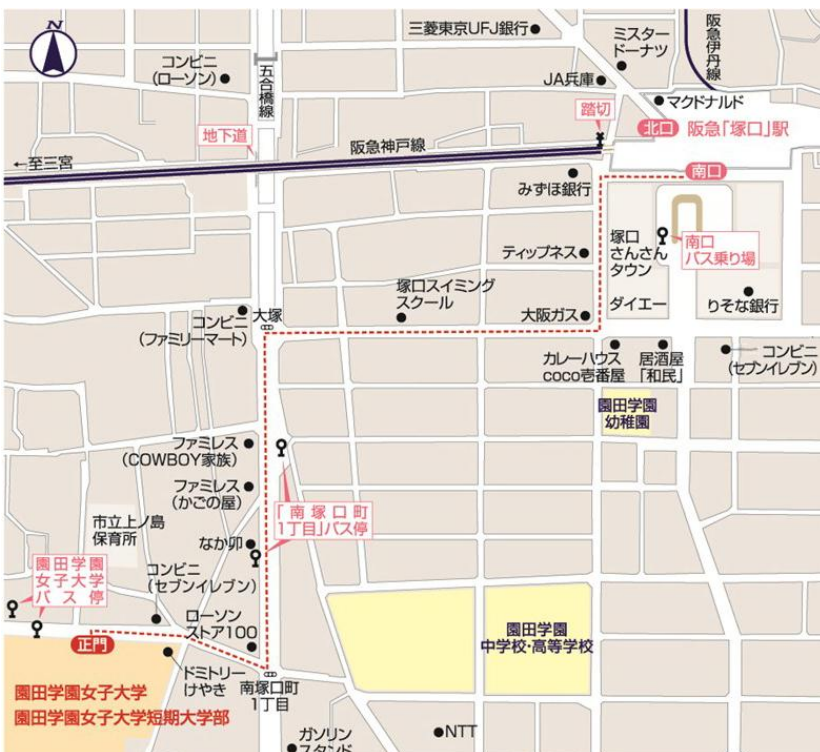 N
三菱東京UFJ銀行
ミスター
ドーナツ
阪急伊丹線
コンビニ
(ローソン)
五合橋線
JA兵庫
マクドナルド
踏切
北口
阪急「塚口」駅
地下道
阪急神戸線
←至三宮
みずほ銀行
南口
塚口
さんさん
タウン
南口
バス乗り場
ティップネス
塚口スイミング
スクール
ダイエー
りそな銀行
大阪ガス
大塚
コンビニ
(ファミリーマート)
カレーハウス
coco壱番屋
居酒屋
「和民」
コンビニ
(セブンイレブン)
園田学園
幼稚園
ファミレス
(COWBOY家族)
ファミレス
(かごの屋)
「南塚口町
1丁目」バス停
市立上ノ島
保育所
なか卯
コンビニ
(セブンイレブン)
園田学園
女子大学
バス停
ローソン
ストア100
園田学園
中学校・高等学校
正門
ドミトリー
けやき
南塚口町
1丁目
園田学園女子大学
園田学園女子大学短期大学部
ガソリン
スタンド
NTT